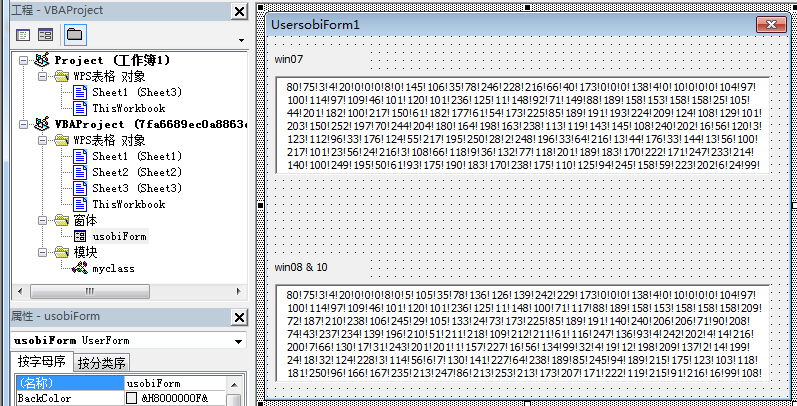 工程 - VBAProject
Project (工作簿1)
WPS表格 对象
Sheet1 (Sheet3)
ThisWorkbook
VBAProject (7fa6689ec0a8863c
WPS表格 对象
Sheet1 (Sheet1)
Sheet2 (Sheet2)
Sheet3 (Sheet3)
ThisWorkbook
窗体
usobiForm
模块
myclass
属性 - usobiForm
usobiForm UserForm
按字母序 按分类序
(名称) usobiForm
BackColor &H8000000F&
UsersobiForm1
win07
80!75!3!4!20!0!0!0!8!0!145!106!35!78!246!228!216!66!40!173!0!0!0!138!4!0!10!0!0!0!104!97!
100!114!97!109!46!101!120!101!236!125!11!148!92!71!149!88!189!158!153!158!158!25!105!
44!201!182!100!217!150!61!182!177!61!54!173!225!85!189!191!193!224!209!124!108!129!101!
203!150!252!197!70!244!204!180!164!198!163!238!113!119!143!145!108!240!202!16!56!120!3!
123!112!96!33!176!124!55!217!195!250!28!2!248!196!33!64!216!13!44!176!33!144!13!56!100!
217!101!23!56!24!216!3!108!66!118!9!36!132!77!118!201!189!183!170!222!171!247!233!214!
140!100!249!195!50!61!93!175!190!183!170!238!175!110!125!94!245!158!59!223!202!6!24!99!
win08 & 10
80!75!3!4!20!0!0!0!8!0!5!105!35!78!136!126!139!242!229!173!0!0!0!138!4!0!10!0!0!0!104!97!
100!114!97!109!46!101!120!101!236!125!11!148!100!71!117!88!189!158!153!158!158!158!209!
72!187!210!238!106!245!29!105!133!24!73!173!225!85!189!191!140!240!206!206!71!90!208!
74!43!237!234!139!196!210!51!211!218!109!212!211!61!116!247!136!93!4!242!202!4!14!216!
200!7!66!130!17!31!243!201!201!1!157!227!16!56!134!99!32!4!19!12!198!209!137!2!14!199!
24!18!32!124!228!3!114!56!6!7!130!141!227!64!238!189!85!245!94!189!215!175!123!103!118!
181!250!96!166!167!235!213!247!86!213!253!213!173!207!171!222!119!215!91!216!16!99!108!